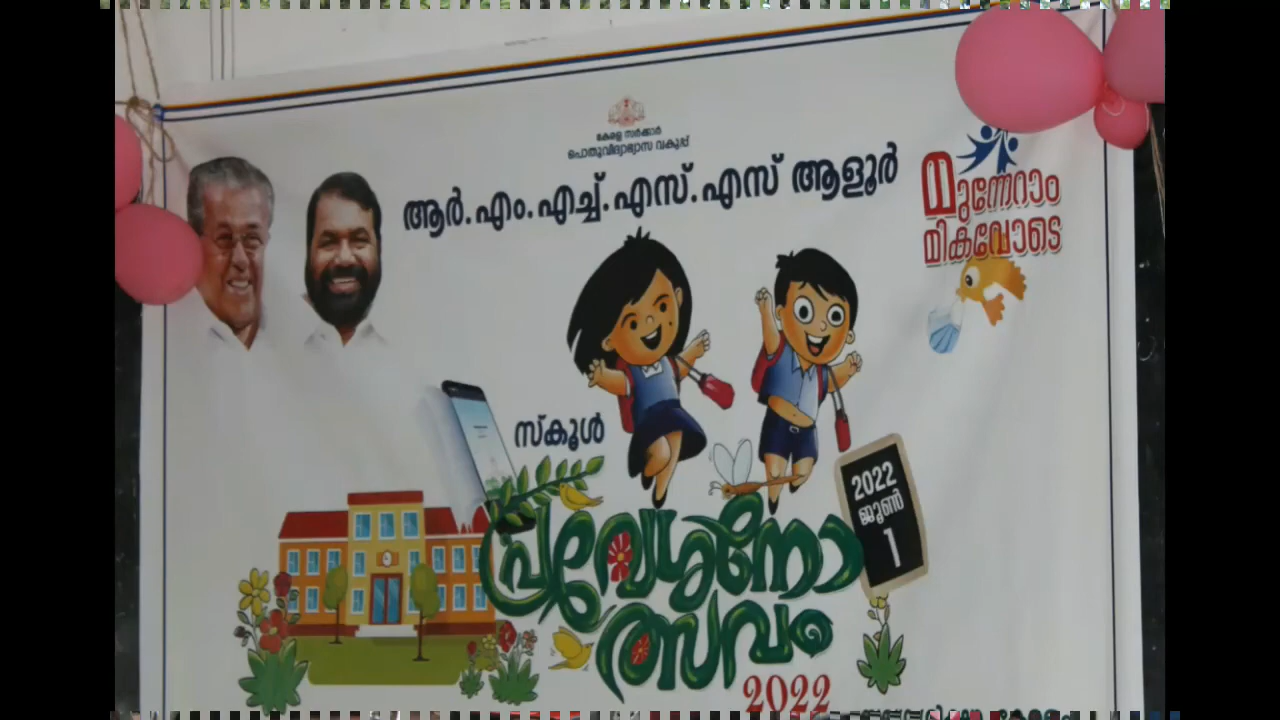 കേരള സർക്കാർ
പൊതുവിദ്യാഭ്യാസ വകുപ്പ്
ആർ.എം.എച്ച്.എസ്.എസ് ആളൂർ
മുന്നേറാം
മികവോടെ
സ്കൂൾ
പ്രവേശനോ
ത്സവം
2022
2022
ജൂൺ
1